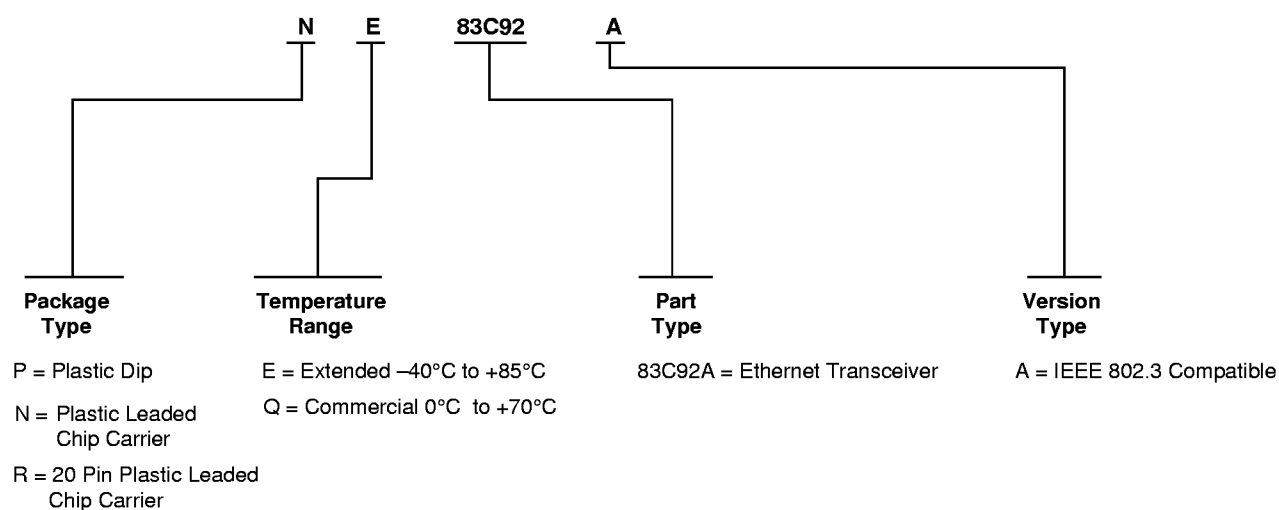 N E 83C92 A
Package
Type
Temperature
Range
Part
Type
Version
Type
P = Plastic Dip
N = Plastic Leaded
Chip Carrier
R = 20 Pin Plastic Leaded
Chip Carrier
E = Extended –40°C to +85°C
Q = Commercial 0°C to +70°C
83C92A = Ethernet Transceiver
A = IEEE 802.3 Compatible